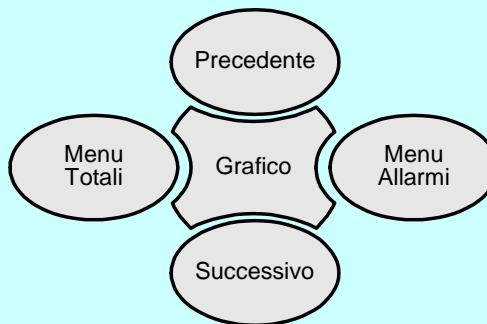 Precedente
Menu
Totali
Grafico
Menu
Allarmi
Successivo